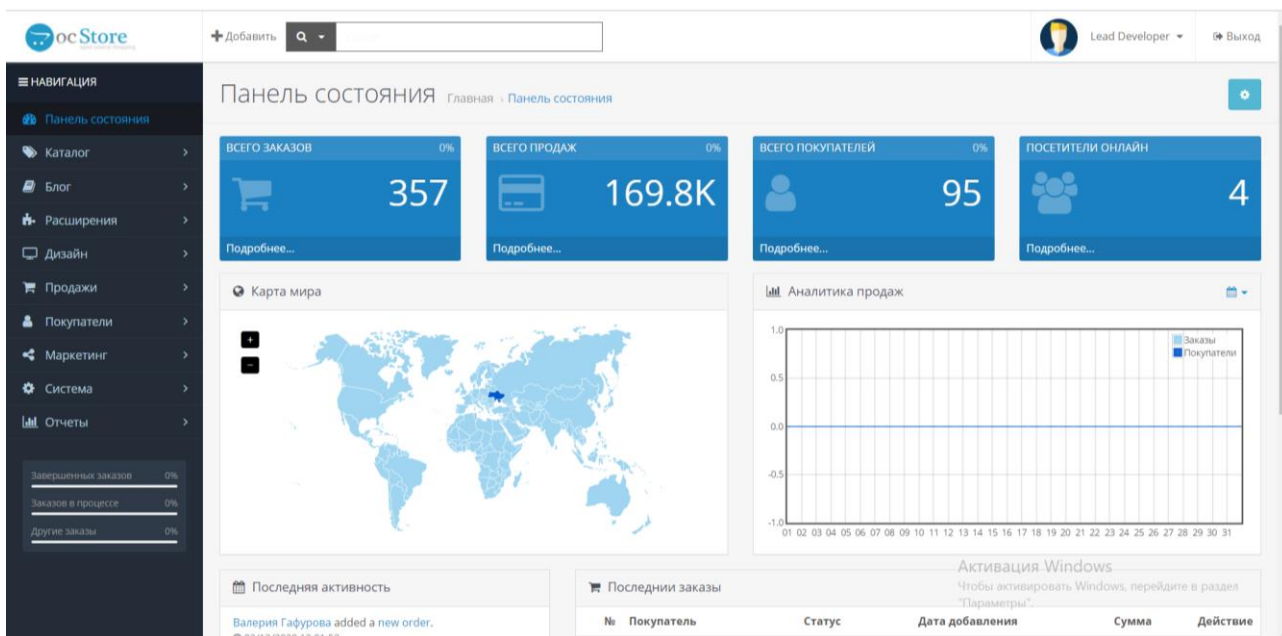 ocStore
Добавить
Lead Developer
Выход
НАВИГАЦИЯ
Панель состояния
Каталог
Блог
Расширения
Дизайн
Продажи
Покупатели
Маркетинг
Система
Отчеты
Завершенных заказов 0%
Заказов в процессе 0%
Другие заказы 0%
Панель состояния Главная › Панель состояния
ВСЕГО ЗАКАЗОВ 0%
357
Подробнее...
ВСЕГО ПРОДАЖ 0%
169.8K
Подробнее...
ВСЕГО ПОКУПАТЕЛЕЙ 0%
95
Подробнее...
ПОСЕТИТЕЛИ ОНЛАЙН
4
Подробнее...
Карта мира
+
-
Аналитика продаж
Заказы
Покупатели
1.0
0.5
0.0
-0.5
-1.0
01 02 03 04 05 06 07 08 09 10 11 12 13 14 15 16 17 18 19 20 21 22 23 24 25 26 27 28 29 30 31
Последняя активность
Валерия Гафурова added a new order.
Последнии заказы
№ Покупатель Статус Дата добавления Сумма Действие
Активация Windows
Чтобы активировать Windows, перейдите в раздел
"Параметры".